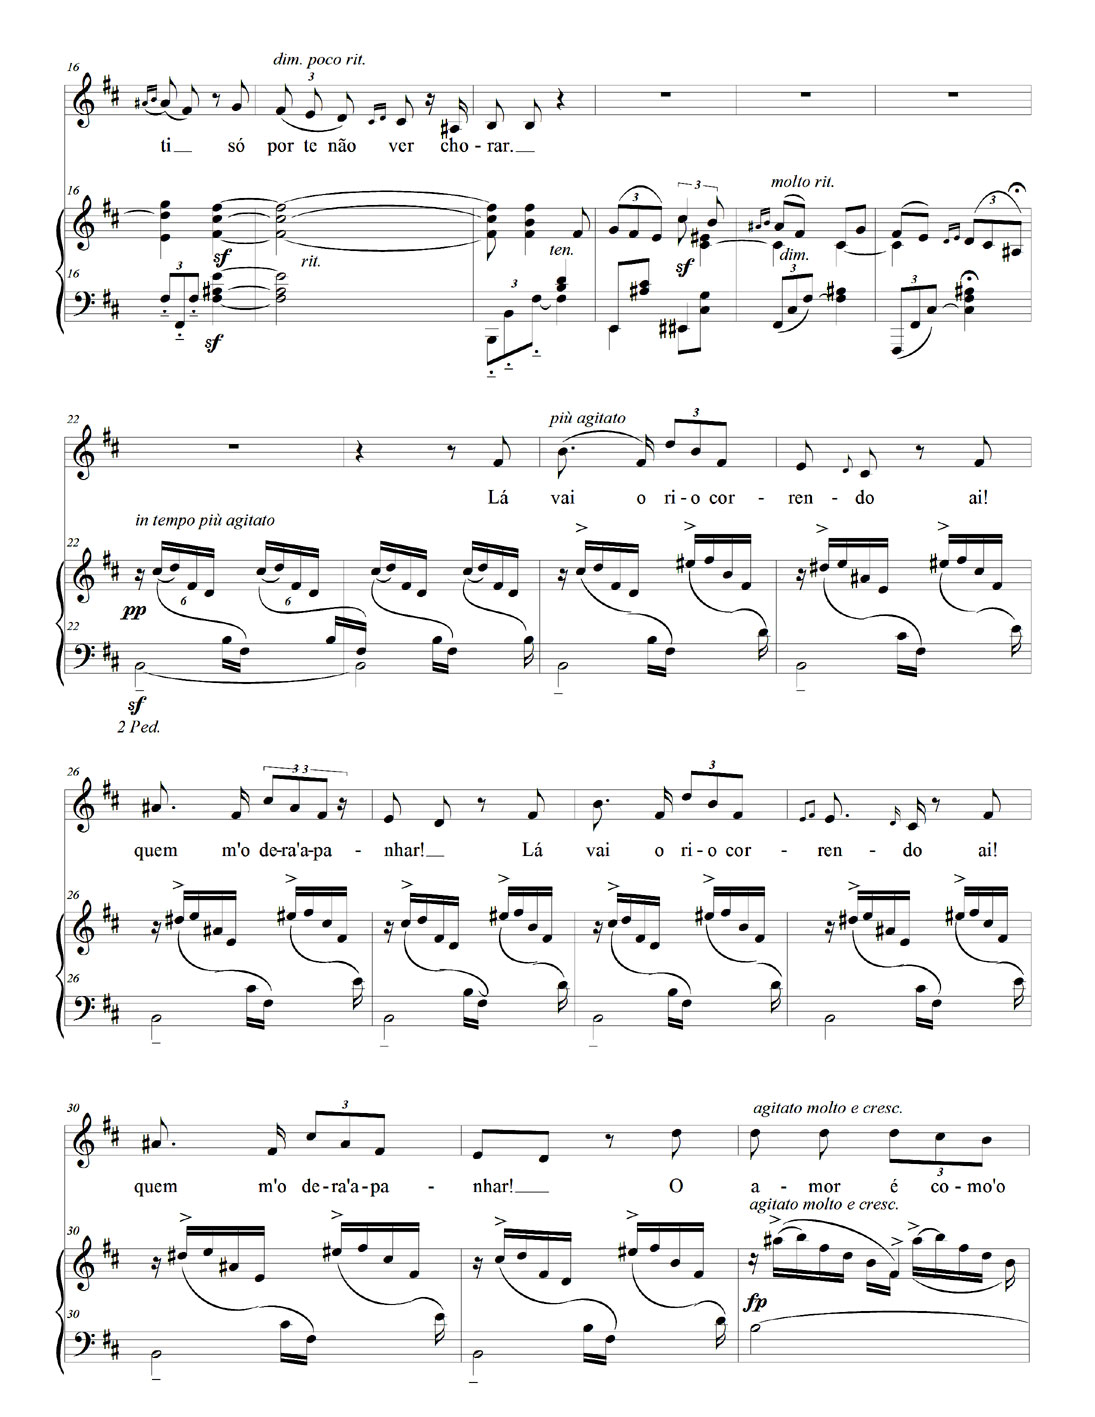 16
dim. poco rit.
3
ti__ só por te não ver cho - rar.__
16
3
molto rit.
3
3
sf
rit.
ten.
sf
dim.
16
3
3
3
3
sf
22
più agitato
3
Lá vai o ri - o cor - ren - do ai!
in tempo più agitato
22
pp
6
6
22
sf
2 Ped.
26
3 3
3
quem m'o de-ra'a-pa - nhar!__ Lá vai o ri - o cor - ren - do ai!
26
26
30
3
agitato molto e cresc.
3
quem m'o de-ra'a-pa - nhar!__ O a - mor é co-mo'o
agitato molto e cresc.
30
fp
30